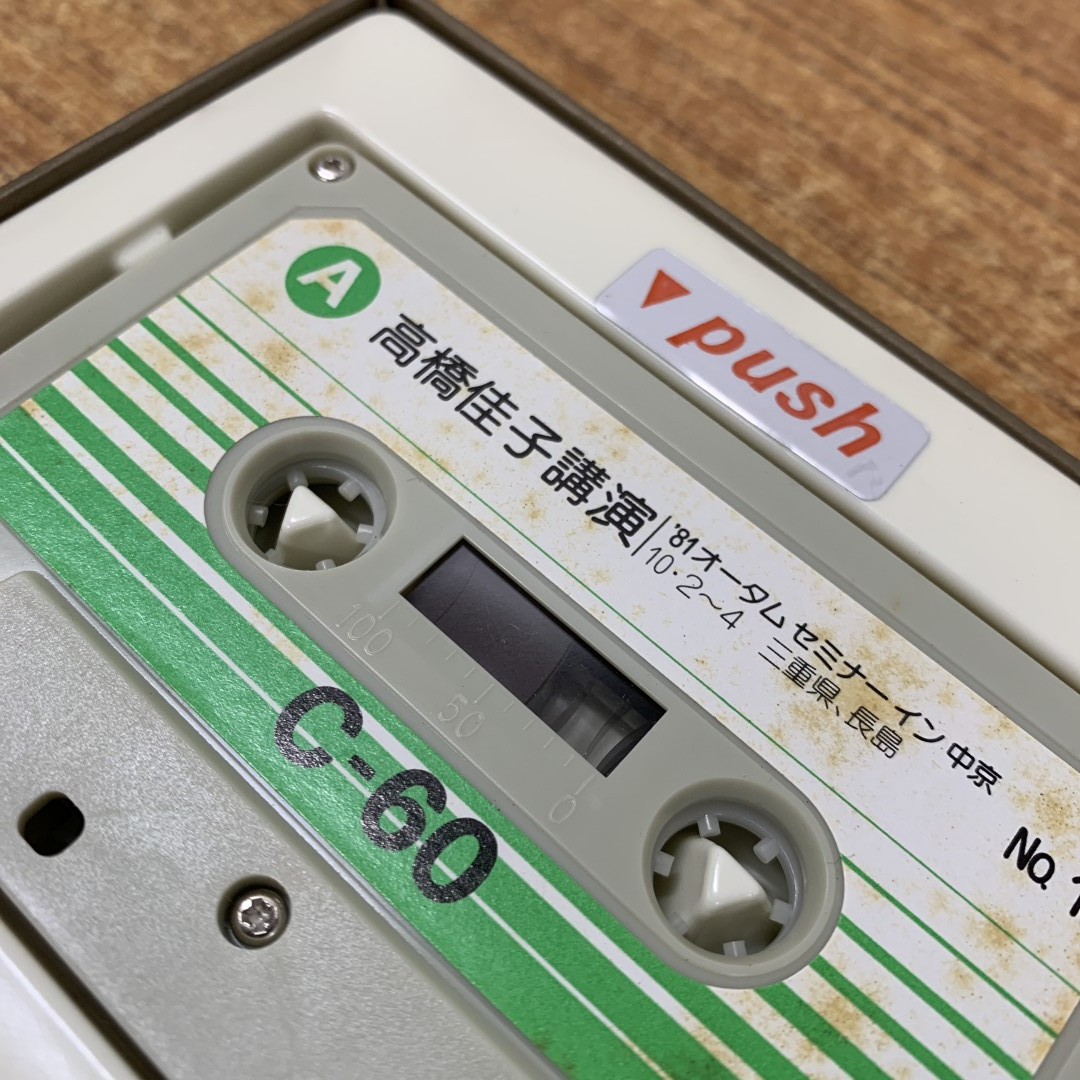 A
高橋佳子講演
'81オータムセミナーイン中京
10・2〜4 三重県、長島
No. 1
push
100
50
0
C-60